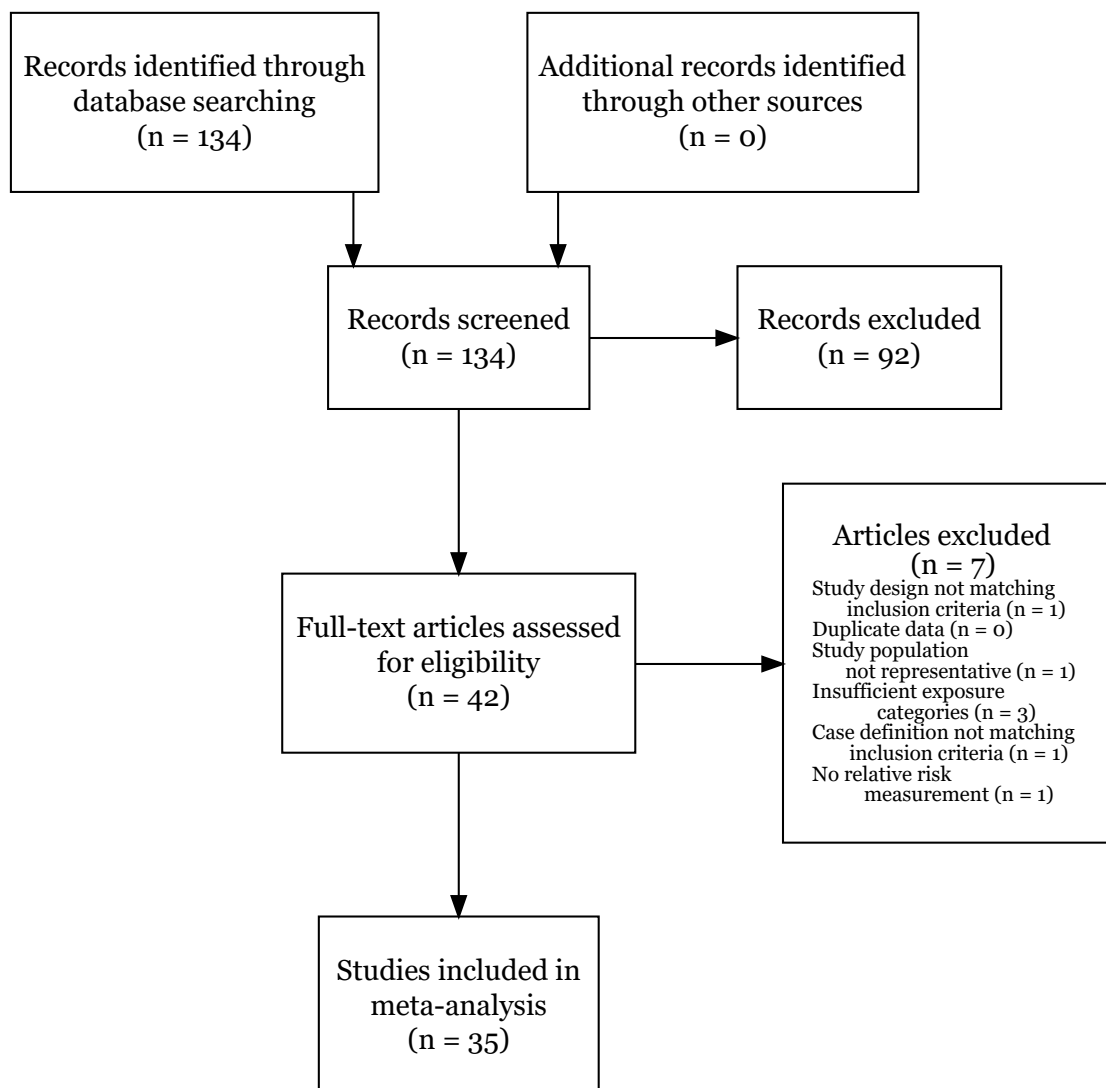 Records identified through
database searching
(n = 134)
Additional records identified
through other sources
(n = 0)
Records screened
(n = 134)
Records excluded
(n = 92)
Full-text articles assessed
for eligibility
(n = 42)
Articles excluded
(n = 7)
Study design not matching
inclusion criteria (n = 1)
Duplicate data (n = 0)
Study population
not representative (n = 1)
Insufficient exposure
categories (n = 3)
Case definition not matching
inclusion criteria (n = 1)
No relative risk
measurement (n = 1)
Studies included in
meta-analysis
(n = 35)